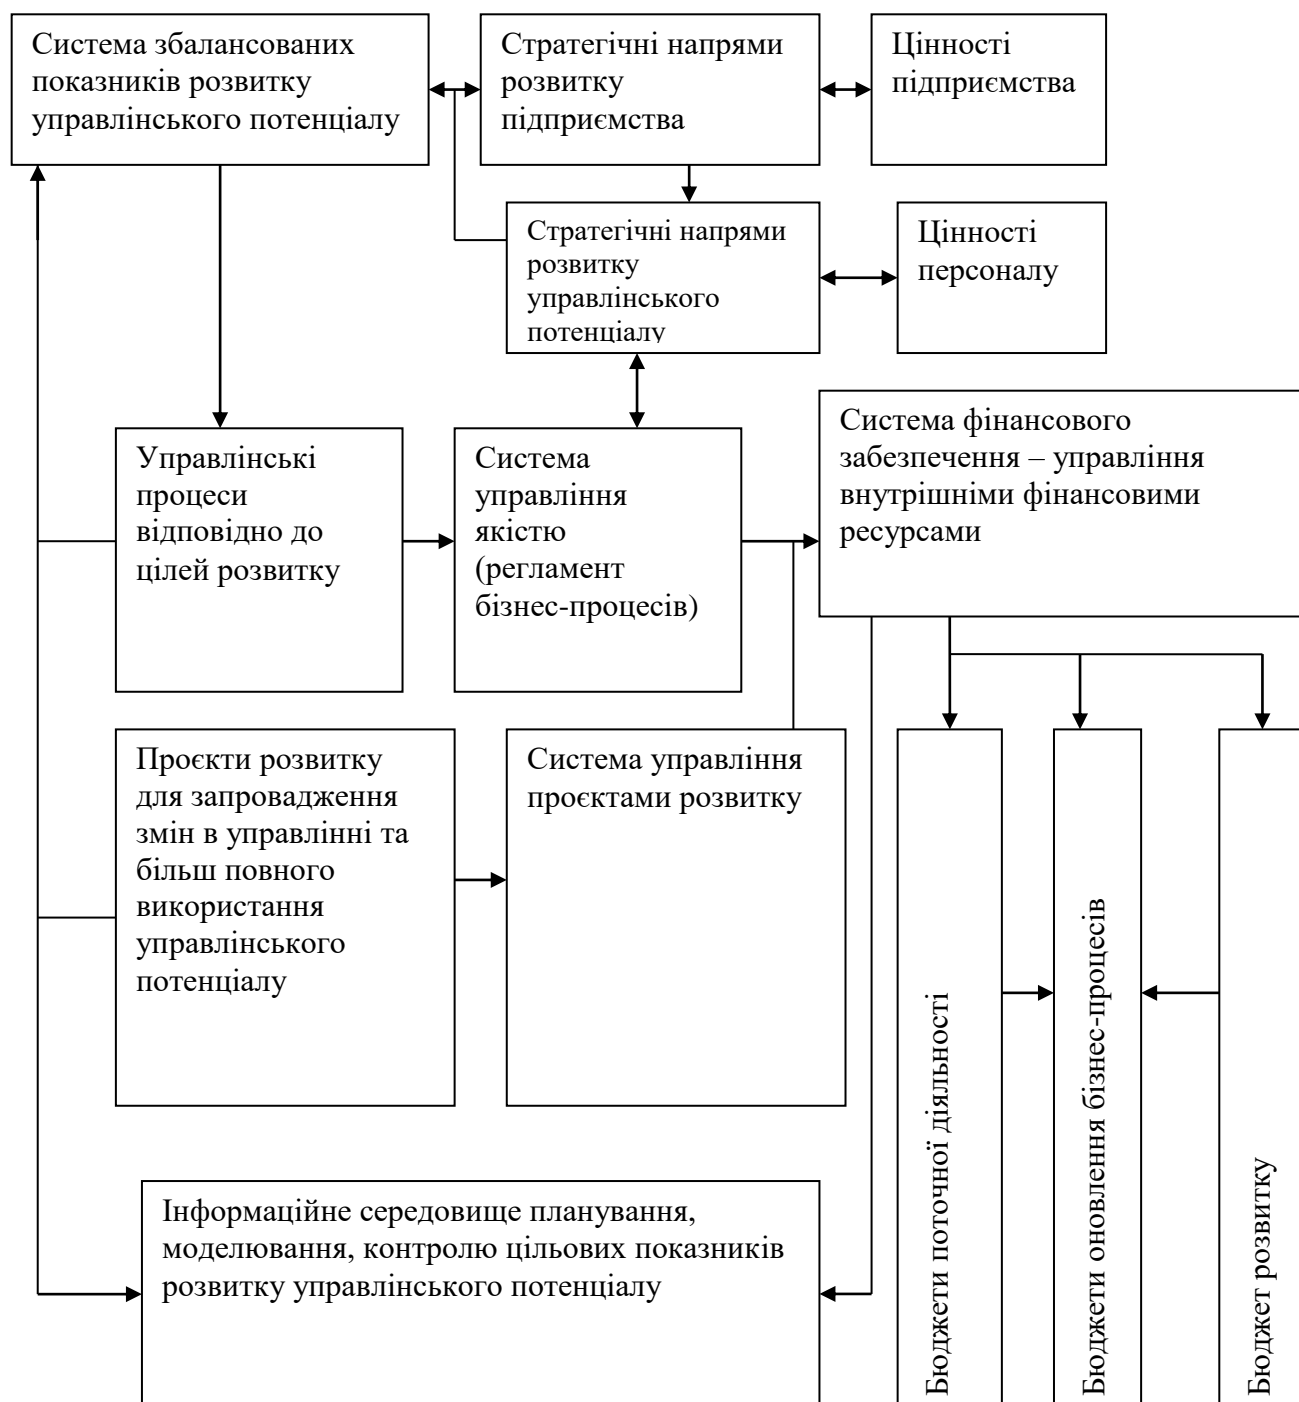 Система збалансованих
показників розвитку
управлінського потенціалу
Стратегічні напрями
розвитку
підприємства
Цінності
підприємства
Стратегічні напрями
розвитку
управлінського
потенціалу
Цінності
персоналу
Управлінські
процеси
відповідно до
цілей розвитку
Система
управління
якістю
(регламент
бізнес-процесів)
Система фінансового
забезпечення – управління
внутрішніми фінансовими
ресурсами
Проєкти розвитку
для запровадження
змін в управлінні та
більш повного
використання
управлінського
потенціалу
Система управління
проєктами розвитку
Бюджети поточної діяльності
Бюджети оновлення бізнес-процесів
Бюджет розвитку
Інформаційне середовище планування,
моделювання, контролю цільових показників
розвитку управлінського потенціалу